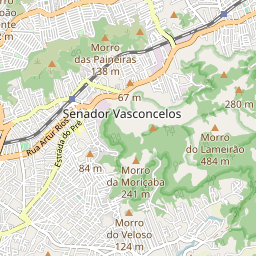 Morro
das Paineiras
138 m
67 m
280 m
Senador Vasconcelos
Rua Artur Rios
Estrada do Pré
Morro
do Lameirão
484 m
84 m
Morro
da Moriçaba
241 m
Morro
do Veloso
124 m